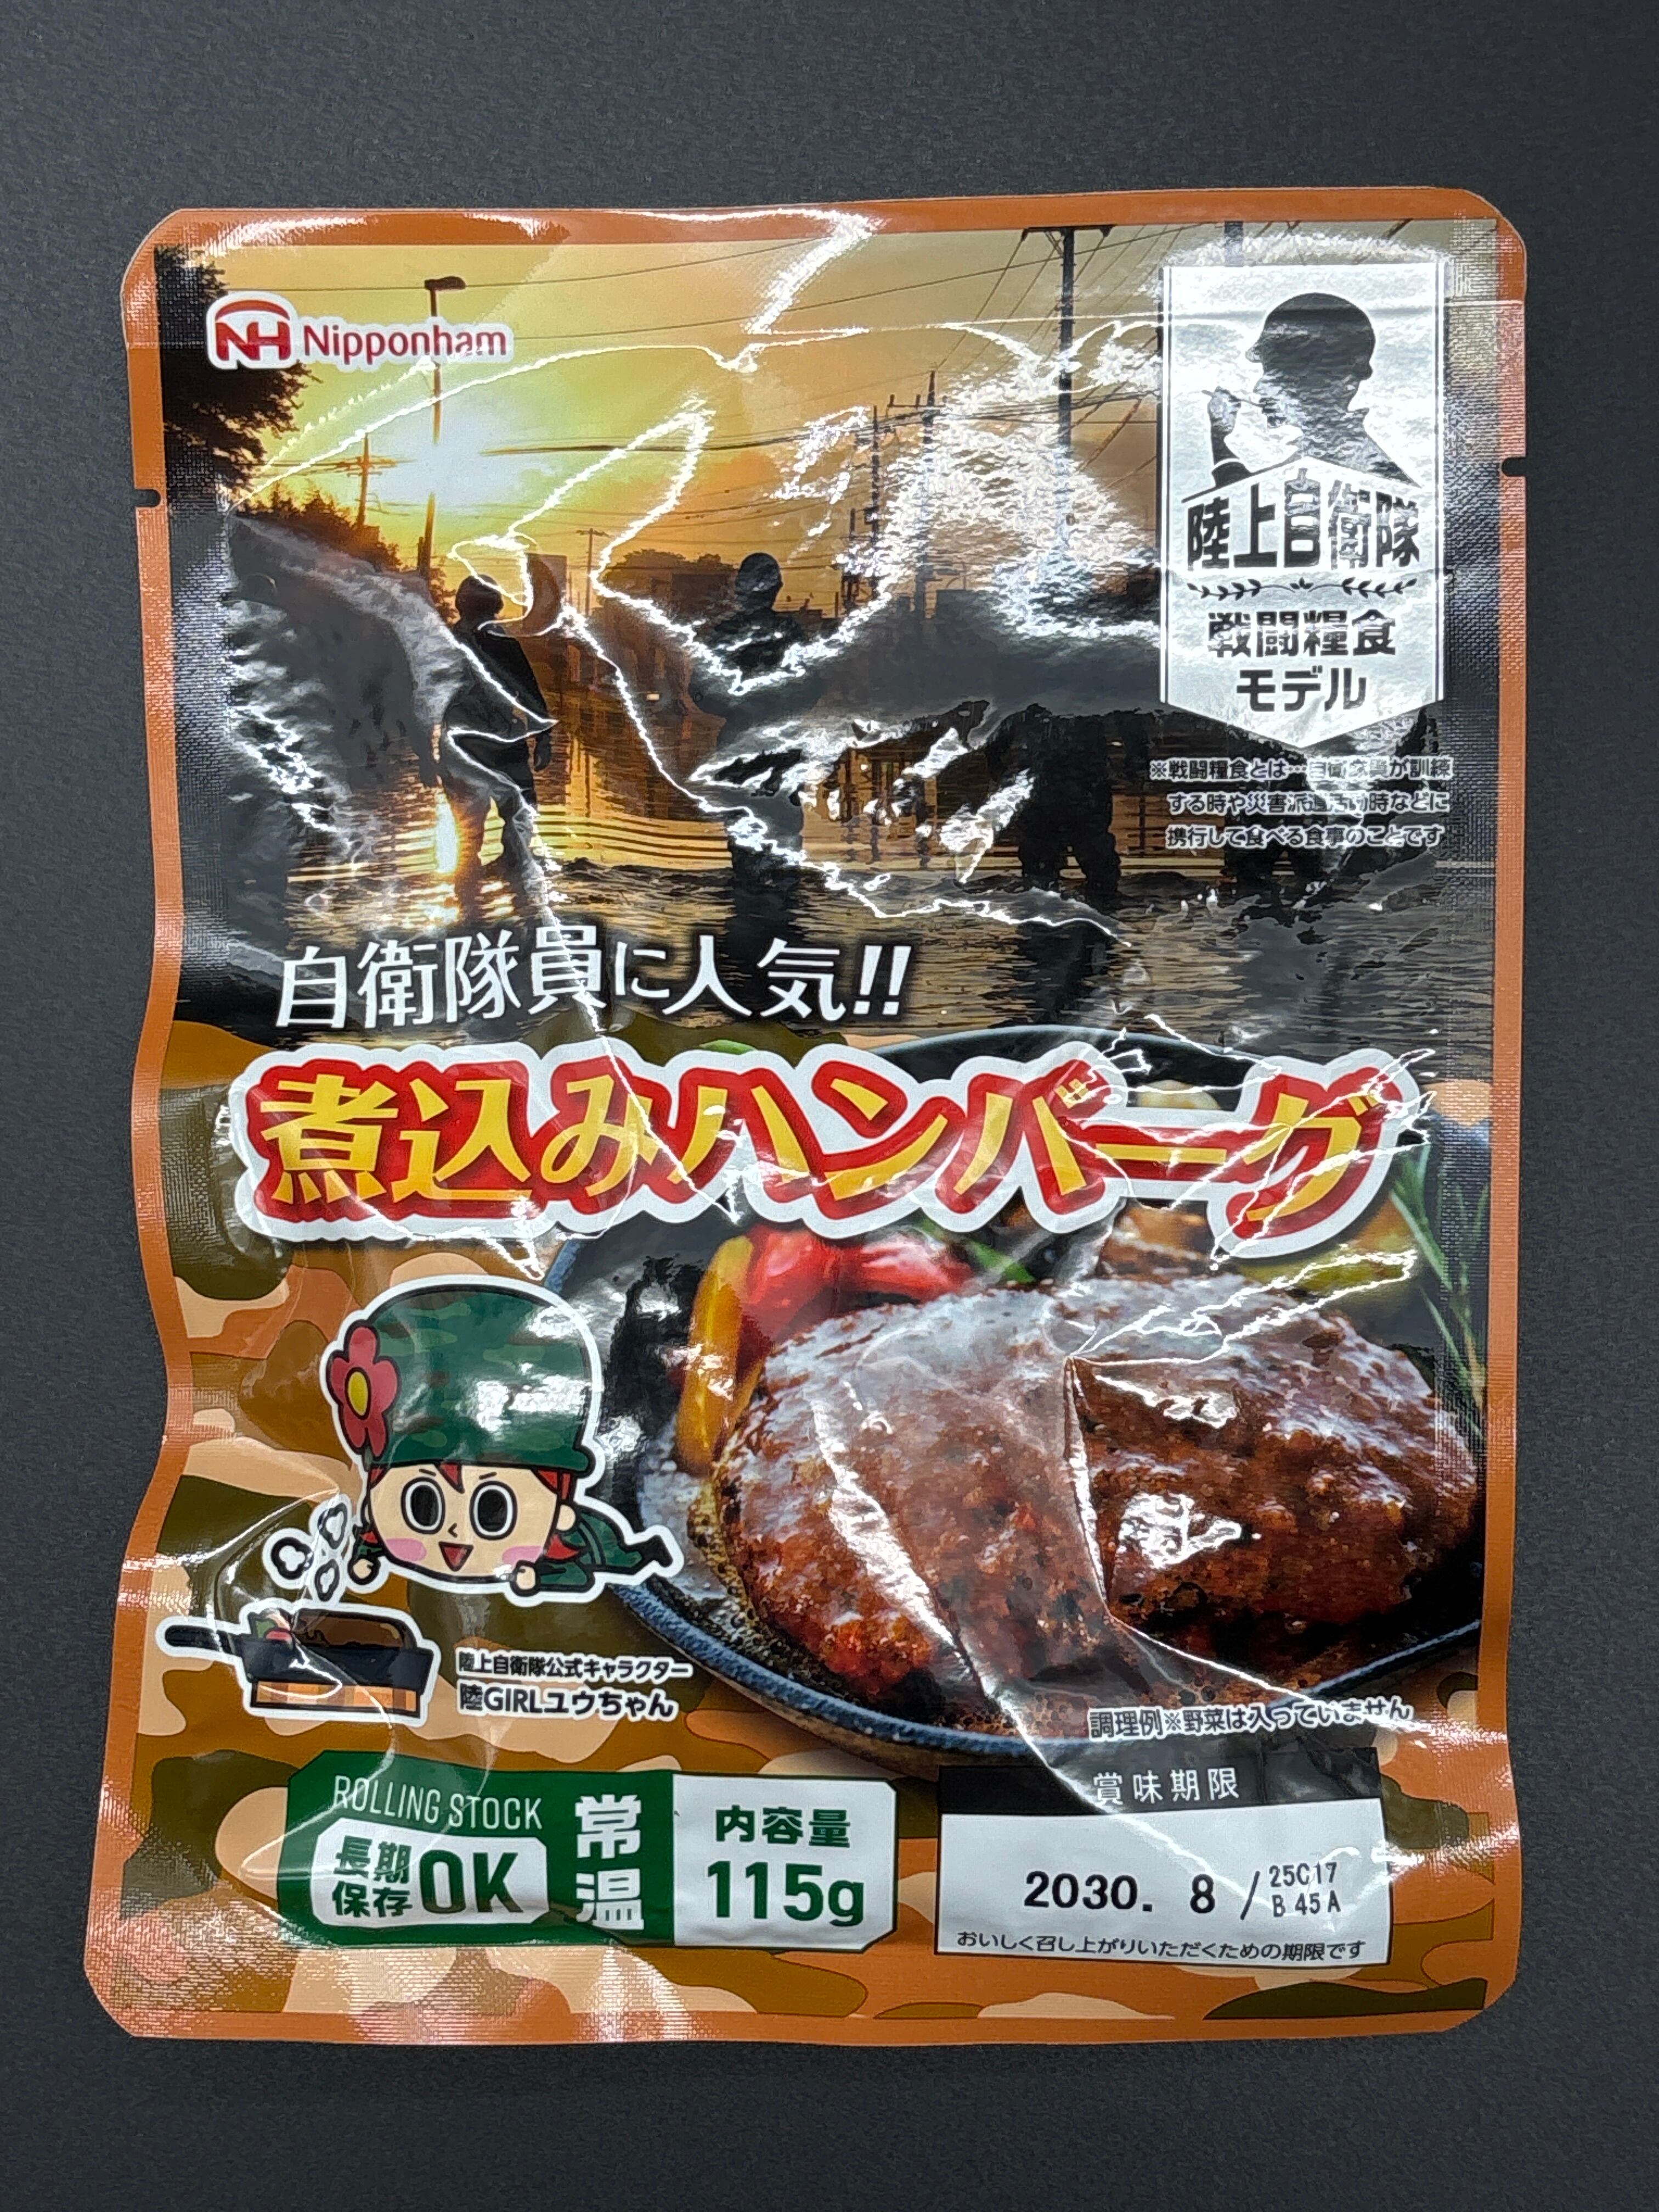 NH Nipponham
陸上自衛隊
戦闘糧食
モデル
※戦闘糧食とは…自衛隊員が訓練
する時や災害派遣活動時などに
携行して食べる食事のことです
自衛隊員に人気!!
煮込みハンバーグ
陸上自衛隊公式キャラクター
陸GIRLユウちゃん
調理例※野菜は入っていません
ROLLING STOCK
長期
保存OK
常温
内容量
115g
賞味期限
2030. 8 / 25C17
B 45A
おいしく召し上がりいただくための期限です